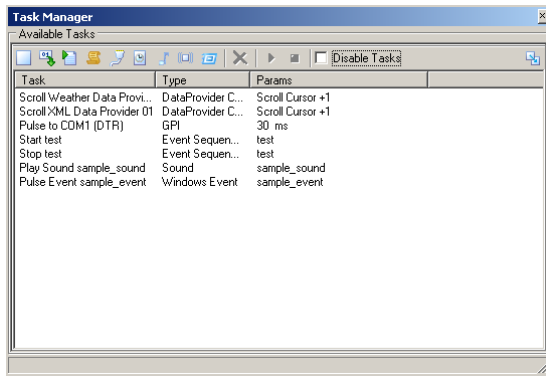 Task Manager
Available Tasks
Disable Tasks
Task Type Params
Scroll Weather Data Provi... DataProvider C... Scroll Cursor +1
Scroll XML Data Provider 01 DataProvider C... Scroll Cursor +1
Pulse to COM1 (DTR) GPI 30 ms
Start test Event Sequen... test
Stop test Event Sequen... test
Play Sound sample_sound Sound sample_sound
Pulse Event sample_event Windows Event sample_event